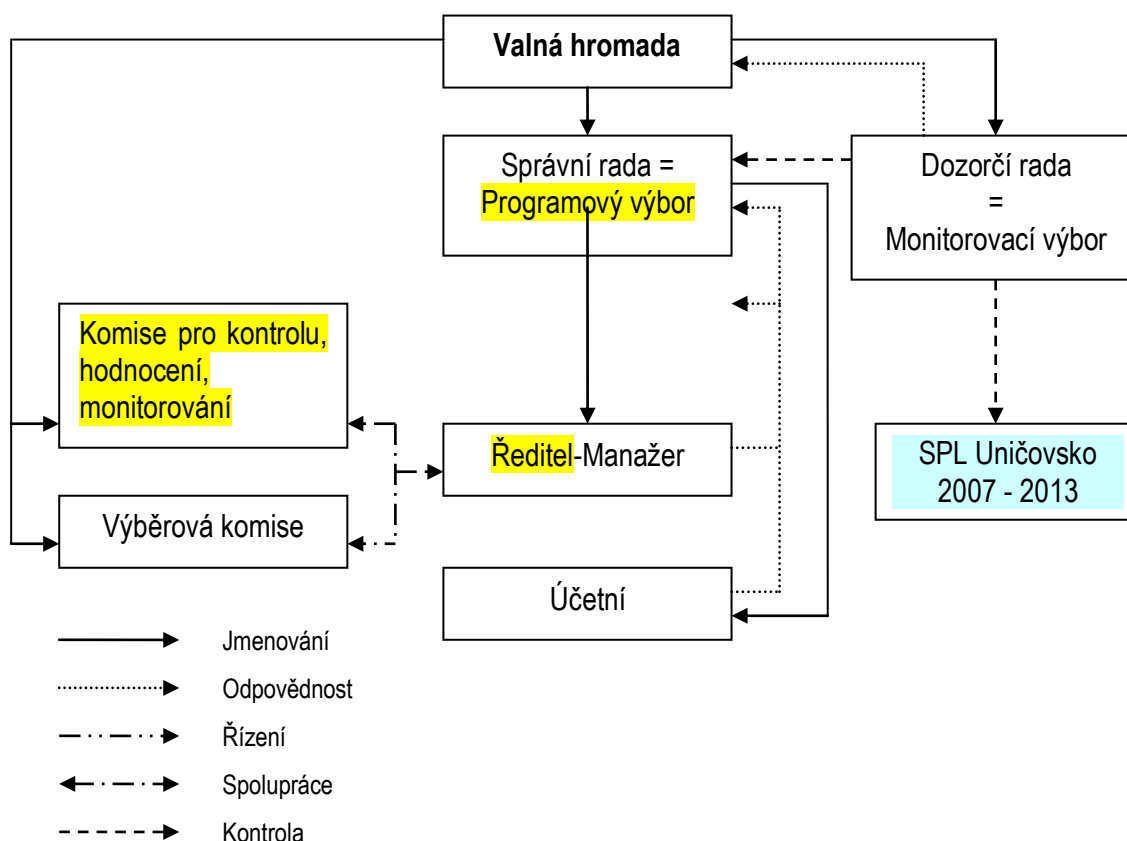 Valná hromada
Správní rada =
Programový výbor
Dozorčí rada
=
Monitorovací výbor
Komise pro kontrolu,
hodnocení,
monitorování
Ředitel-Manažer
SPL Uničovsko
2007 - 2013
Výběrová komise
Účetní
Jmenování
Odpovědnost
Řízení
Spolupráce
Kontrola